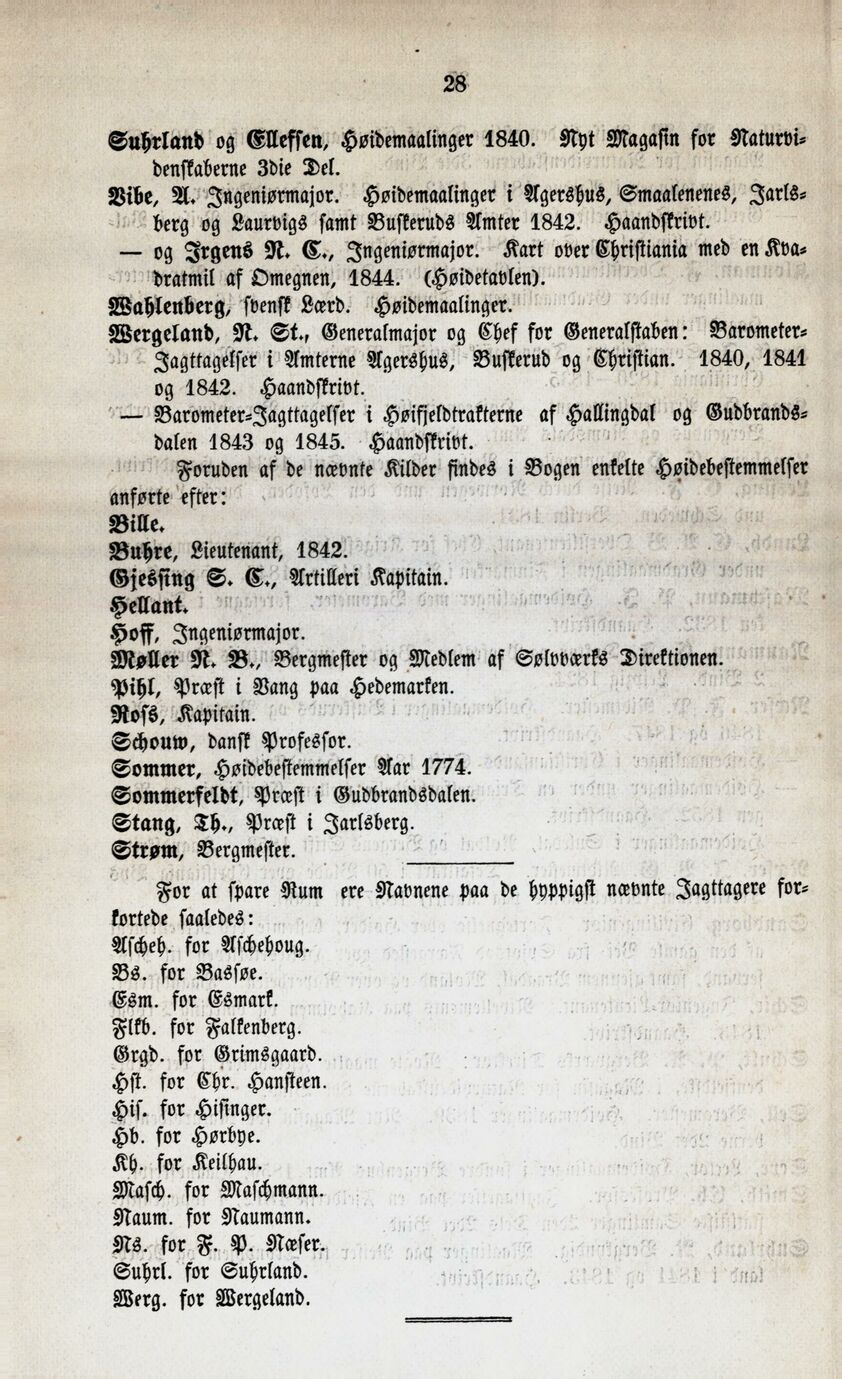 28
Suhrland og Ellefsen, Høidemaalinger 1840. Nyt Magasin for Naturvi-
denskaberne 3die Del.
Vibe, A. Ingeniørmajor. Høidemaalinger i Agershus, Smaalenenes, Jarls-
berg og Laurvigs samt Buskeruds Amter 1842. Haandskrivt.
— og Irgens N. C., Ingeniørmajor. Kart over Christiania med en Kva-
dratmil af Omegnen, 1844. (Høidetavlen).
Wahlenberg, svensk Lærd. Høidemaalinger.
Wergeland, N. St., Generalmajor og Chef for Generalstaben: Barometer-
Jagttagelser i Amterne Agershus, Buskerud og Christian. 1840, 1841
og 1842. Haandskrivt.
— Barometer-Jagttagelser i Høifjeldtrakterne af Hallingdal og Gudbrands-
dalen 1843 og 1845. Haandskrivt.
Foruden af de nævnte Kilder findes i Bogen enkelte Høidebestemmelser
anførte efter:
Bille.
Buhre, Lieutenant, 1842.
Gjessing S. C., Artilleri Kapitain.
Hellant.
Hoff, Ingeniørmajor.
Møller N. B., Bergmester og Medlem af Sølvværks Direktionen.
Pihl, Præst i Vang paa Hedemarken.
Ross, Kapitain.
Schouw, dansk Professor.
Sommer, Høidebestemmelser Aar 1774.
Sommerfeldt, Præst i Gudbrandsdalen.
Stang, Th., Præst i Jarlsberg.
Strøm, Bergmester.
For at spare Rum ere Navnene paa de hyppigst nævnte Jagttagere for-
kortede saaledes:
Ascheh. for Aschehoug.
Bs. for Bassøe.
Esm. for Esmark.
Flkb. for Falkenberg.
Grgd. for Grimsgaard.
Hst. for Chr. Hansteen.
His. for Hisinger.
Hb. for Hørbye.
Kh. for Keilhau.
Masch. for Maschmann.
Naum. for Naumann.
Ns. for F. P. Næser.
Suhrl. for Suhrland.
Werg. for Wergeland.